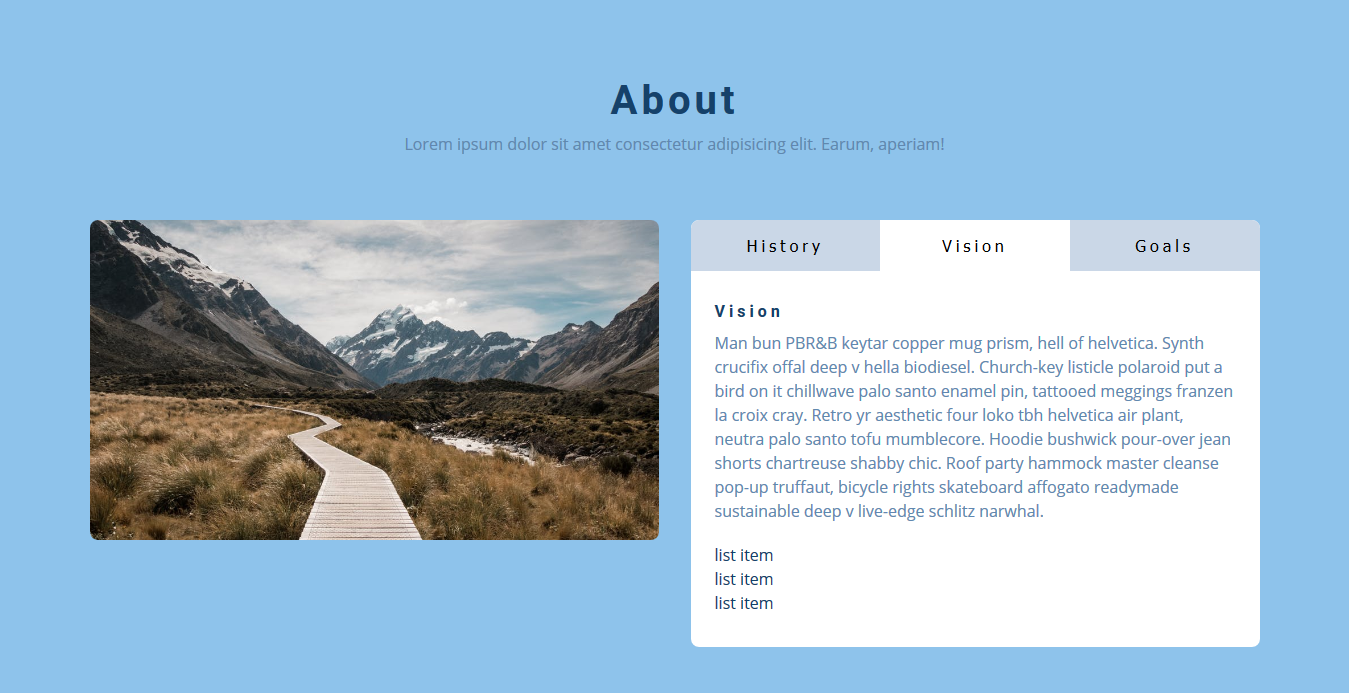 About
Lorem ipsum dolor sit amet consectetur adipisicing elit. Earum, aperiam!
History
Vision
Goals
Vision
Man bun PBR&B keytar copper mug prism, hell of helvetica. Synth
crucifix offal deep v hella biodiesel. Church-key listicle polaroid put a
bird on it chillwave palo santo enamel pin, tattooed meggings franzen
la croix cray. Retro yr aesthetic four loko tbh helvetica air plant,
neutra palo santo tofu mumblecore. Hoodie bushwick pour-over jean
shorts chartreuse shabby chic. Roof party hammock master cleanse
pop-up truffaut, bicycle rights skateboard affogato readymade
sustainable deep v live-edge schlitz narwhal.
list item
list item
list item